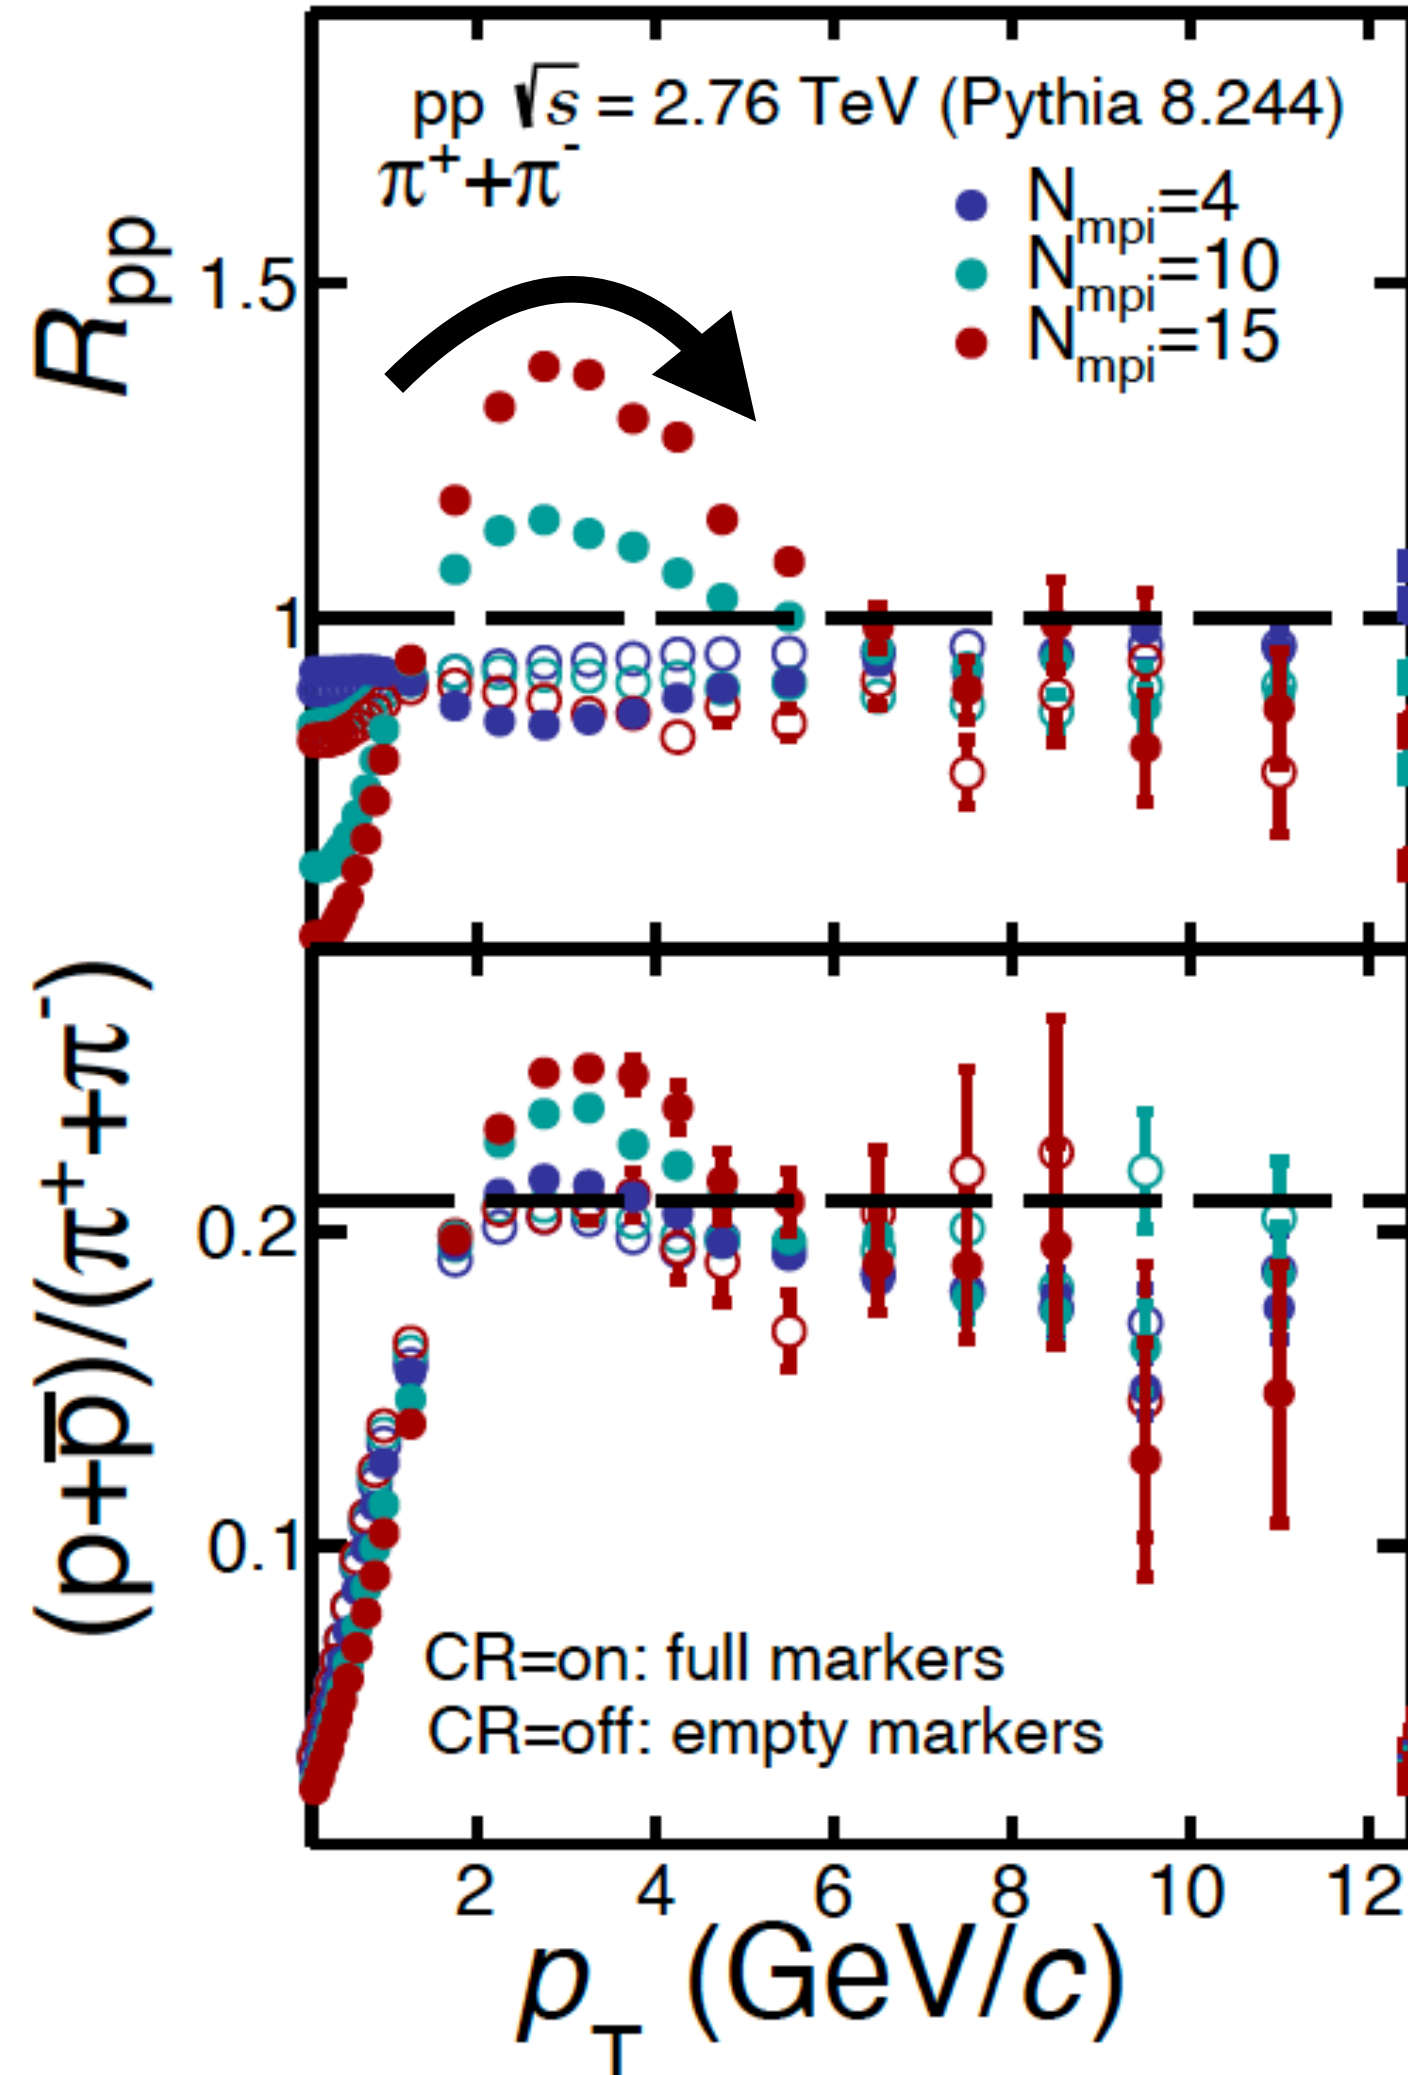 pp √s = 2.76 TeV (Pythia 8.244)
π⁺+π⁻
N_mpi=4
N_mpi=10
N_mpi=15
R_pp
1.5
1
(p+p̅)/(π⁺+π⁻)
0.2
0.1
CR=on: full markers
CR=off: empty markers
2 4 6 8 10 12
p_T (GeV/c)